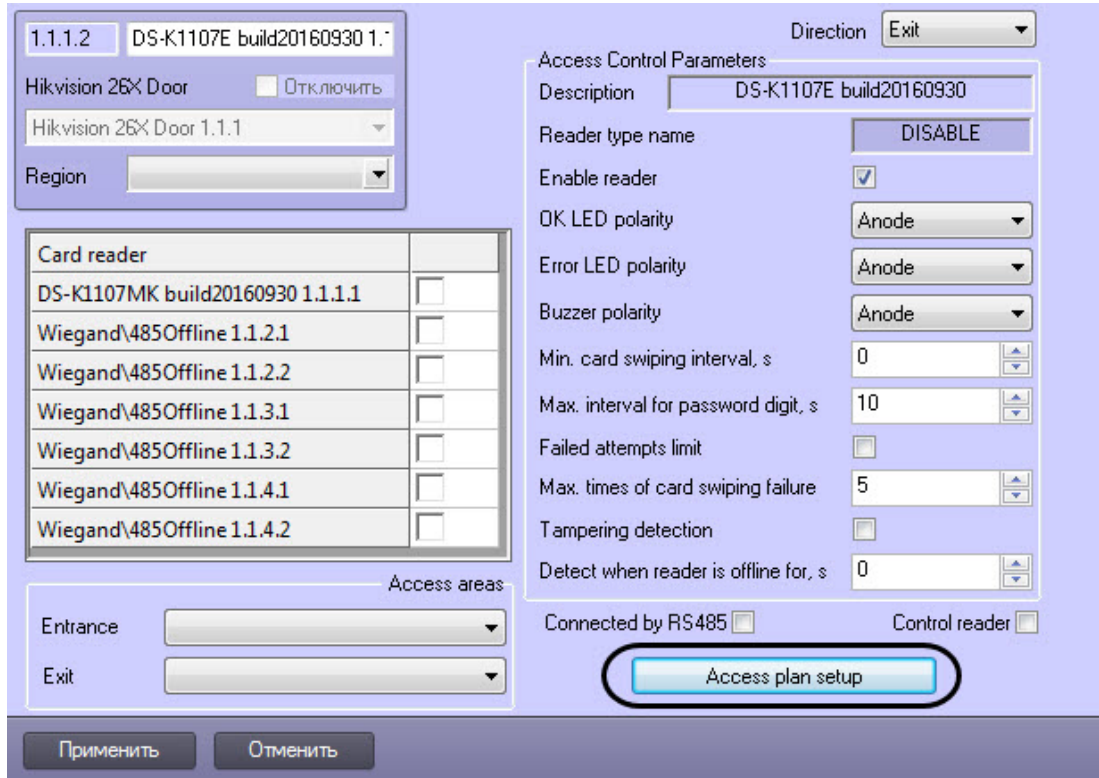 1.1.1.2
DS-K1107E build20160930 1.
Hikvision 26X Door
Отключить
Hikvision 26X Door 1.1.1
Region
Card reader
DS-K1107MK build20160930 1.1.1.1
Wiegand\485Offline 1.1.2.1
Wiegand\485Offline 1.1.2.2
Wiegand\485Offline 1.1.3.1
Wiegand\485Offline 1.1.3.2
Wiegand\485Offline 1.1.4.1
Wiegand\485Offline 1.1.4.2
Access areas
Entrance
Exit
Direction Exit
Access Control Parameters
Description DS-K1107E build20160930
Reader type name DISABLE
Enable reader
OK LED polarity Anode
Error LED polarity Anode
Buzzer polarity Anode
Min. card swiping interval, s 0
Max. interval for password digit, s 10
Failed attempts limit
Max. times of card swiping failure 5
Tampering detection
Detect when reader is offline for, s 0
Connected by RS485 Control reader
Access plan setup
Применить Отменить